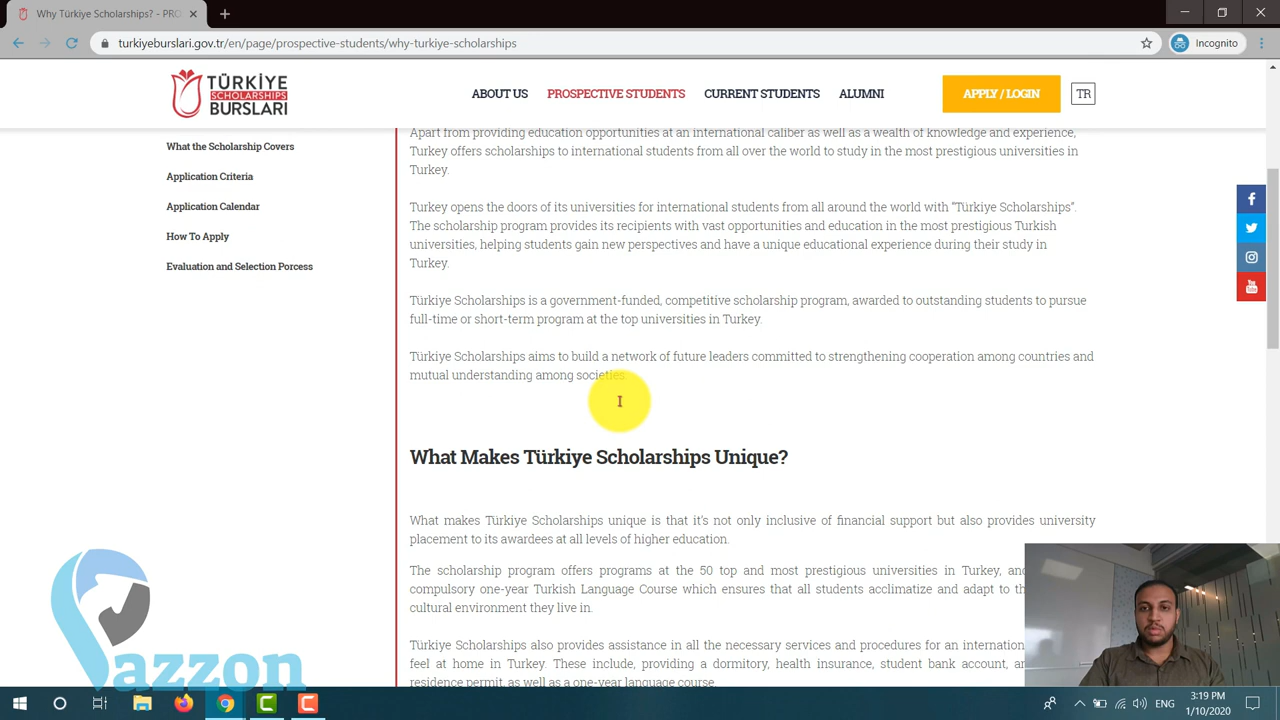 Why Türkiye Scholarships? - PRO
turkiyeburslari.gov.tr/en/page/prospective-students/why-turkiye-scholarships
Incognito
TÜRKİYE
SCHOLARSHIPS
BURSLARI
ABOUT US
PROSPECTIVE STUDENTS
CURRENT STUDENTS
ALUMNI
APPLY / LOGIN
TR
What the Scholarship Covers
Application Criteria
Application Calendar
How To Apply
Evaluation and Selection Porcess
Apart from providing education opportunities at an international caliber as well as a wealth of knowledge and experience,
Turkey offers scholarships to international students from all over the world to study in the most prestigious universities in
Turkey.
Turkey opens the doors of its universities for international students from all around the world with "Türkiye Scholarships".
The scholarship program provides its recipients with vast opportunities and education in the most prestigious Turkish
universities, helping students gain new perspectives and have a unique educational experience during their study in
Turkey.
Türkiye Scholarships is a government-funded, competitive scholarship program, awarded to outstanding students to pursue
full-time or short-term program at the top universities in Turkey.
Türkiye Scholarships aims to build a network of future leaders committed to strengthening cooperation among countries and
mutual understanding among societies.
What Makes Türkiye Scholarships Unique?
What makes Türkiye Scholarships unique is that it's not only inclusive of financial support but also provides university
placement to its awardees at all levels of higher education.
The scholarship program offers programs at the 50 top and most prestigious universities in Turkey,
compulsory one-year Turkish Language Course which ensures that all students acclimatize and adapt to
cultural environment they live in.
Türkiye Scholarships also provides assistance in all the necessary services and procedures for an
feel at home in Turkey. These include, providing a dormitory, health insurance, student bank account,
residence permit, as well as a one-year language course.
You Tube
azzon
ENG
3:19 PM
1/10/2020